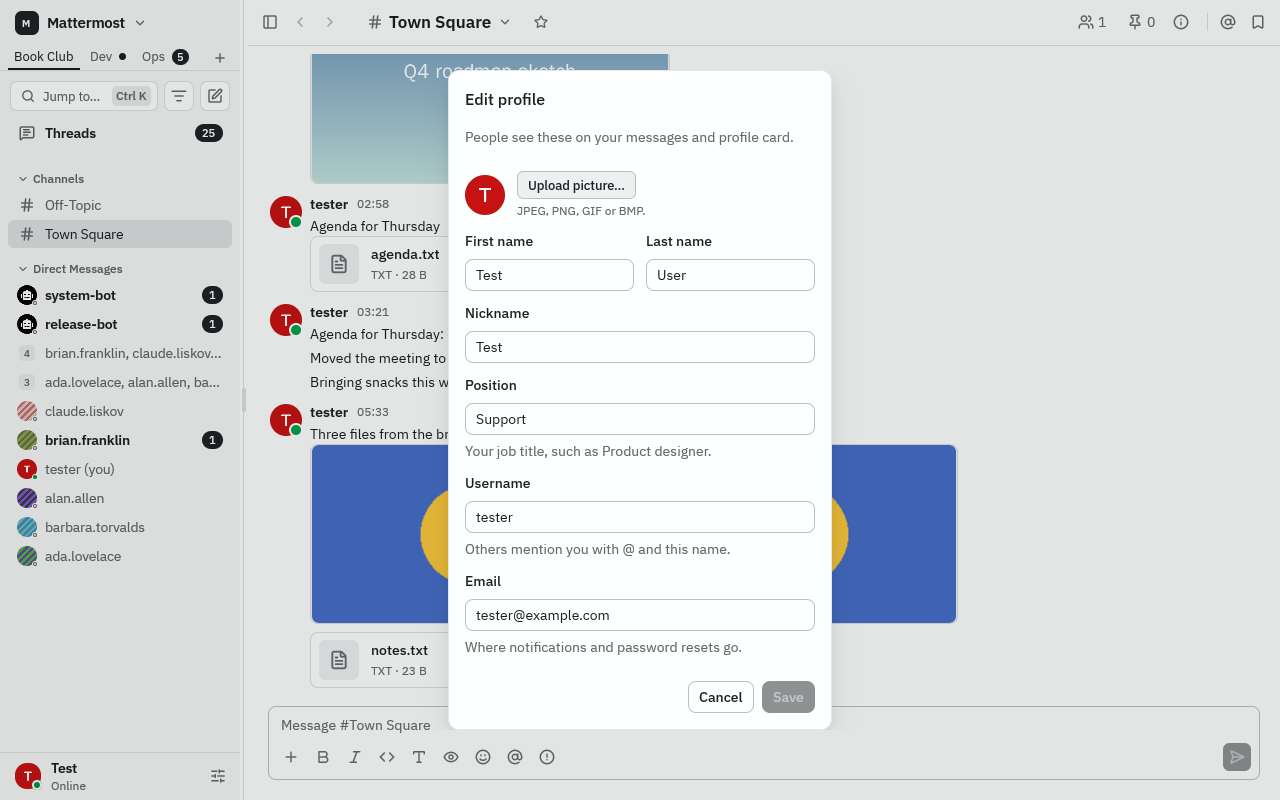 M Mattermost
Book Club Dev Ops 5
Jump to... Ctrl K
Threads 25
Channels
Off-Topic
Town Square
Direct Messages
system-bot 1
release-bot 1
4 brian.franklin, claude.liskov...
3 ada.lovelace, alan.allen, ba...
claude.liskov
brian.franklin 1
T tester (you)
alan.allen
barbara.torvalds
ada.lovelace
T Test
Online
Town Square
1 0
Q4 roadmap sketch
T tester 02:58
Agenda for Thursday
agenda.txt
TXT · 28 B
T tester 03:21
Agenda for Thursday:
Moved the meeting to
Bringing snacks this
T tester 05:33
Three files from the
notes.txt
TXT · 23 B
Message #Town Square
Edit profile
People see these on your messages and profile card.
T Upload picture...
JPEG, PNG, GIF or BMP.
First name Last name
Test User
Nickname
Test
Position
Support
Your job title, such as Product designer.
Username
tester
Others mention you with @ and this name.
Email
tester@example.com
Where notifications and password resets go.
Cancel Save